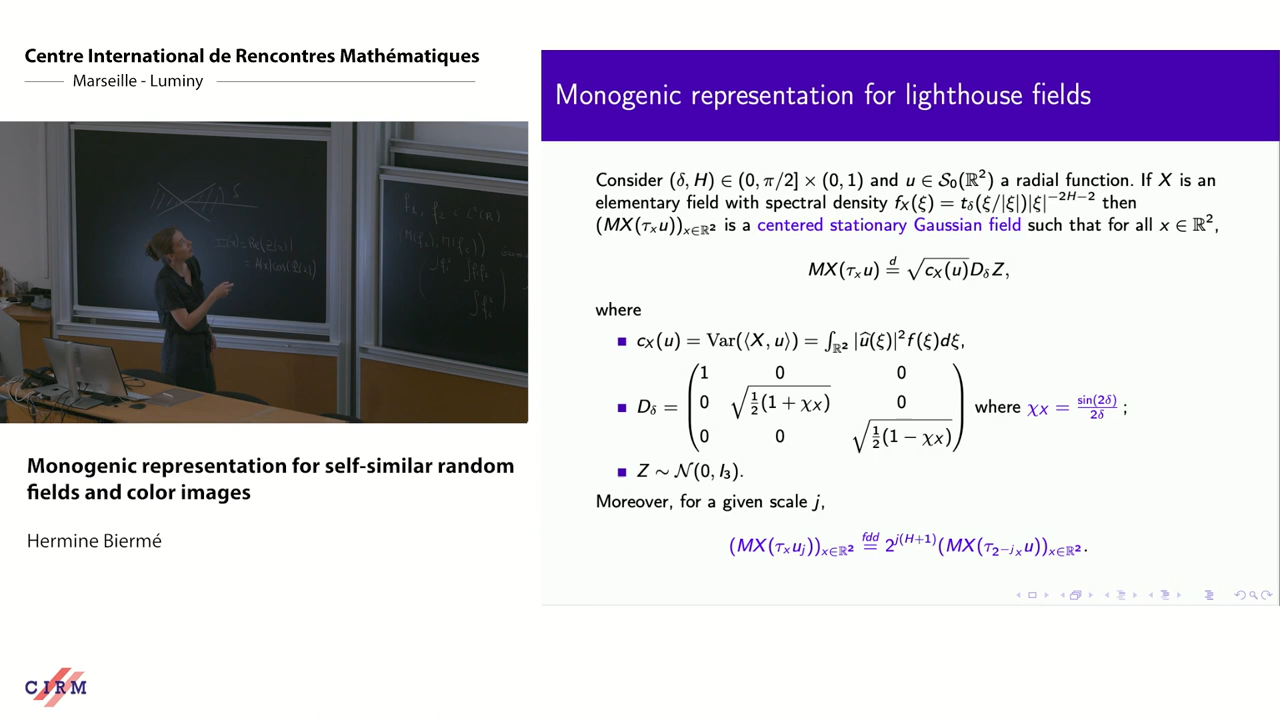 Centre International de Rencontres Mathématiques
Marseille - Luminy
Monogenic representation for self-similar random
fields and color images
Hermine Biermé
CIRM
Monogenic representation for lighthouse fields
Consider (δ, H) ∈ (0, π/2] × (0, 1) and u ∈ 𝒮₀(ℝ²) a radial function. If X is an
elementary field with spectral density f_X(ξ) = t_δ(ξ/|ξ|)|ξ|^{−2H−2} then
(MX(τ_x u))_{x∈ℝ²} is a centered stationary Gaussian field such that for all x ∈ ℝ²,
MX(τ_x u) =^d √(c_X(u)) D_δ Z,
where
■ c_X(u) = Var(⟨X, u⟩) = ∫_{ℝ²} |û(ξ)|² f(ξ)dξ,
■ D_δ = (1 0 0
0 √(½(1 + χ_X)) 0
0 0 √(½(1 − χ_X))) where χ_X = sin(2δ)/2δ ;
■ Z ∼ 𝒩(0, I₃).
Moreover, for a given scale j,
(MX(τ_x u_j))_{x∈ℝ²} =^{fdd} 2^{j(H+1)}(MX(τ_{2^{−j}x} u))_{x∈ℝ²}.